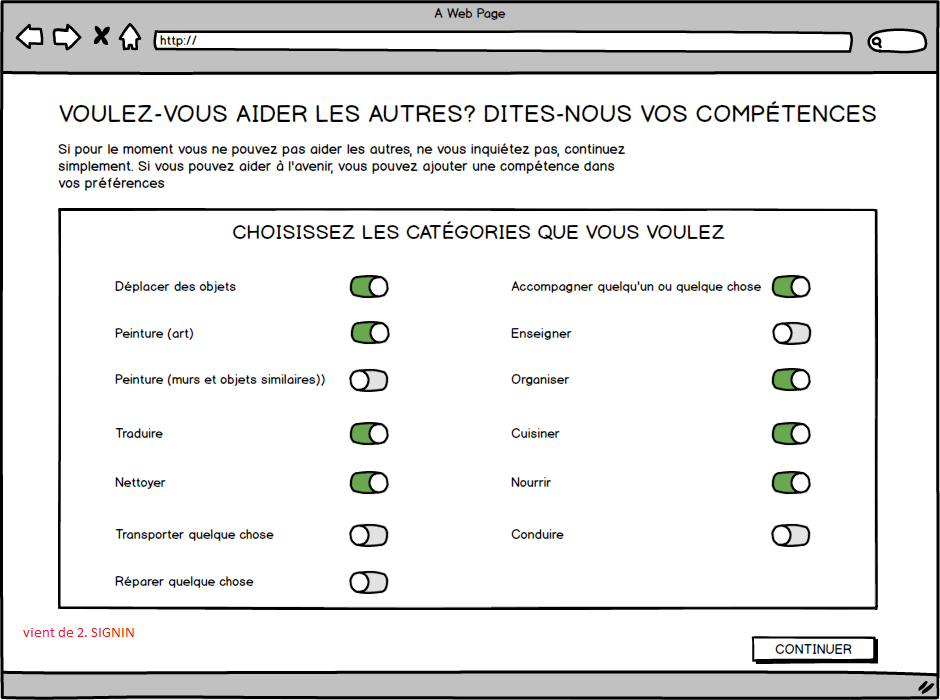 A Web Page
http://
VOULEZ-VOUS AIDER LES AUTRES? DITES-NOUS VOS COMPÉTENCES
Si pour le moment vous ne pouvez pas aider les autres, ne vous inquiétez pas, continuez
simplement. Si vous pouvez aider à l'avenir, vous pouvez ajouter une compétence dans
vos préférences
CHOISISSEZ LES CATÉGORIES QUE VOUS VOULEZ
Déplacer des objets
Accompagner quelqu'un ou quelque chose
Peinture (art)
Enseigner
Peinture (murs et objets similaires))
Organiser
Traduire
Cuisiner
Nettoyer
Nourrir
Transporter quelque chose
Conduire
Réparer quelque chose
vient de 2. SIGNIN
CONTINUER